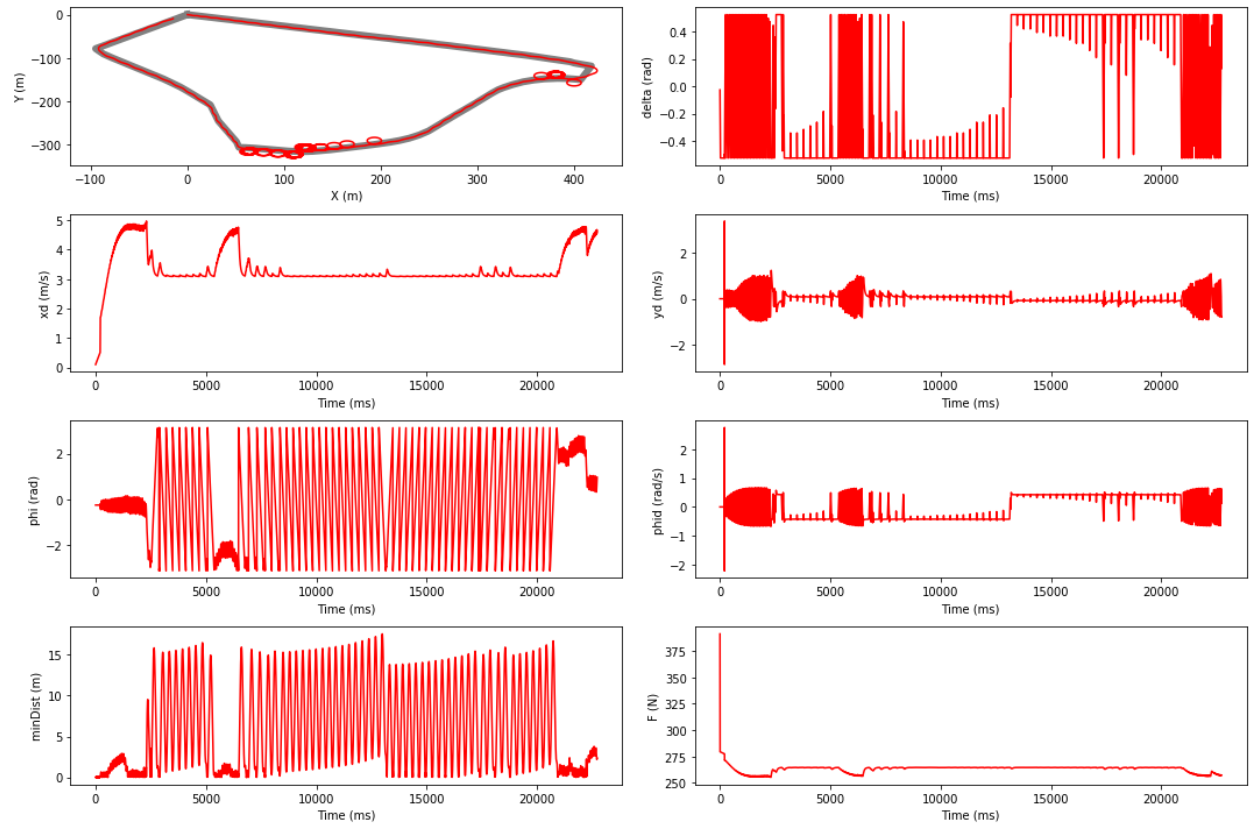 0
−100
−200
−300
Y (m)
−100 0 100 200 300 400
X (m)
0.4
0.2
0.0
−0.2
−0.4
delta (rad)
0 5000 10000 15000 20000
Time (ms)
5
4
3
2
1
0
xd (m/s)
0 5000 10000 15000 20000
Time (ms)
2
0
−2
yd (m/s)
0 5000 10000 15000 20000
Time (ms)
2
0
−2
phi (rad)
0 5000 10000 15000 20000
Time (ms)
2
1
0
−1
−2
phid (rad/s)
0 5000 10000 15000 20000
Time (ms)
15
10
5
0
minDist (m)
0 5000 10000 15000 20000
Time (ms)
375
350
325
300
275
250
F (N)
0 5000 10000 15000 20000
Time (ms)